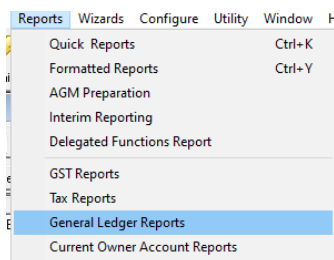 Reports Wizards Configure Utility Window
Quick Reports Ctrl+K
Formatted Reports Ctrl+Y
AGM Preparation
Interim Reporting
Delegated Functions Report
GST Reports
Tax Reports
General Ledger Reports
Current Owner Account Reports